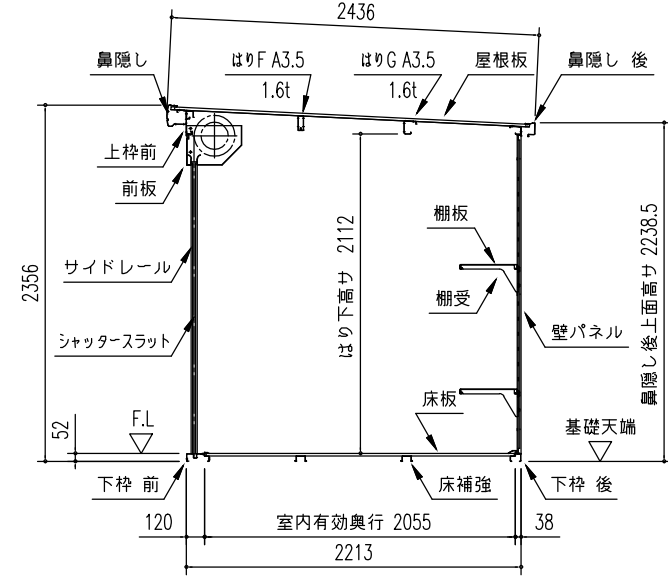 2436
鼻隠し
はりF A3.5
1.6t
はりG A3.5
1.6t
屋根板
鼻隠し 後
上枠前
前板
サイドレール
シャッタースラット
2356
はり下高サ 2112
棚板
棚受
壁パネル
鼻隠し後上面高サ 2238.5
52
F.L
床板
基礎天端
下枠 前
床補強
下枠 後
120
室内有効奥行 2055
38
2213